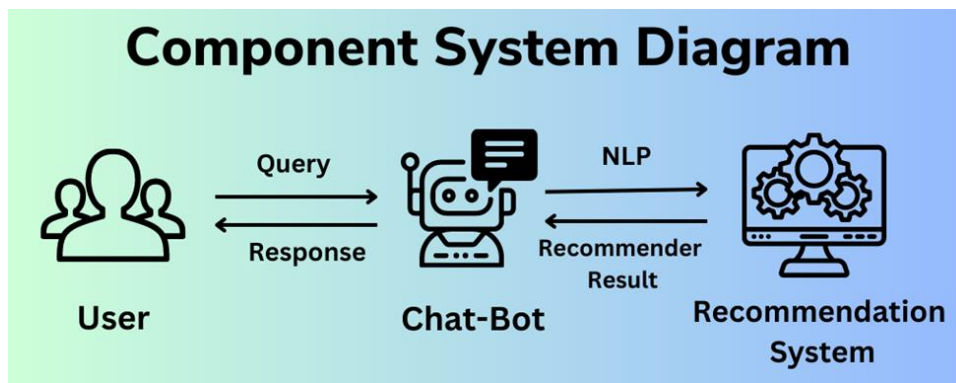 Component System Diagram
Query
NLP
Response
Recommender
Result
User
Chat-Bot
Recommendation
System